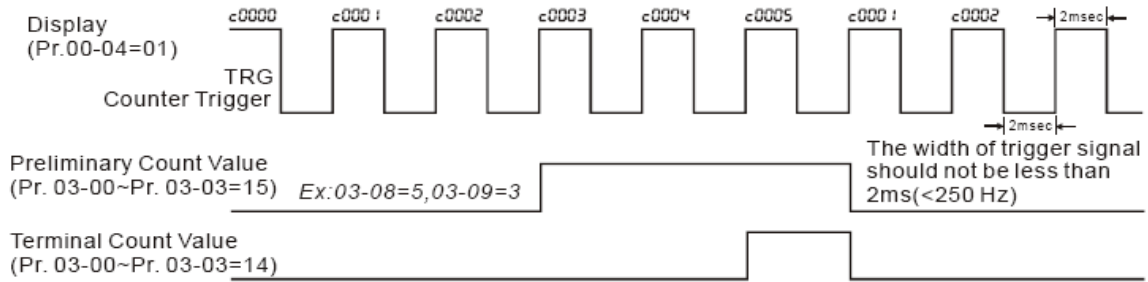 Display
(Pr.00-04=01)
c0000 c0001 c0002 c0003 c0004 c0005 c0001 c0002
2msec
TRG
Counter Trigger
2msec
The width of trigger signal
should not be less than
2ms(<250 Hz)
Preliminary Count Value
(Pr. 03-00~Pr. 03-03=15)
Ex:03-08=5,03-09=3
Terminal Count Value
(Pr. 03-00~Pr. 03-03=14)